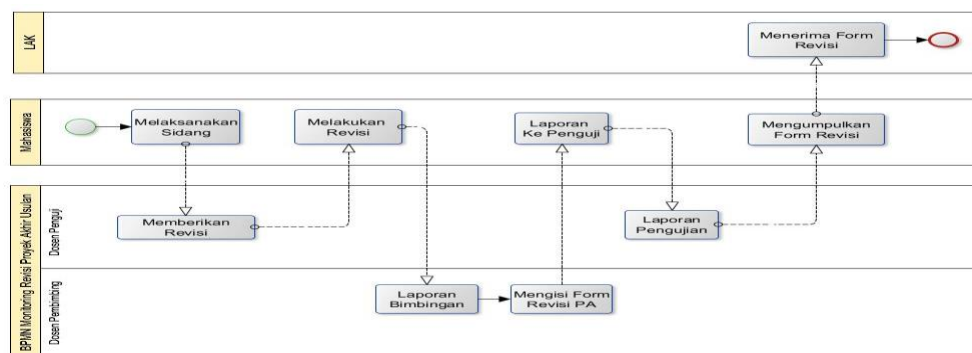 LAK
Menerima Form
Revisi
Mahasiswa
Melaksanakan
Sidang
Melakukan
Revisi
Laporan
Ke Penguji
Mengumpulkan
Form Revisi
BPMN Monitoring Revisi Proyek Akhir Usulan
Dosen Penguji
Memberikan
Revisi
Laporan
Pengujian
Dosen Pembimbing
Laporan
Bimbingan
Mengisi Form
Revisi PA